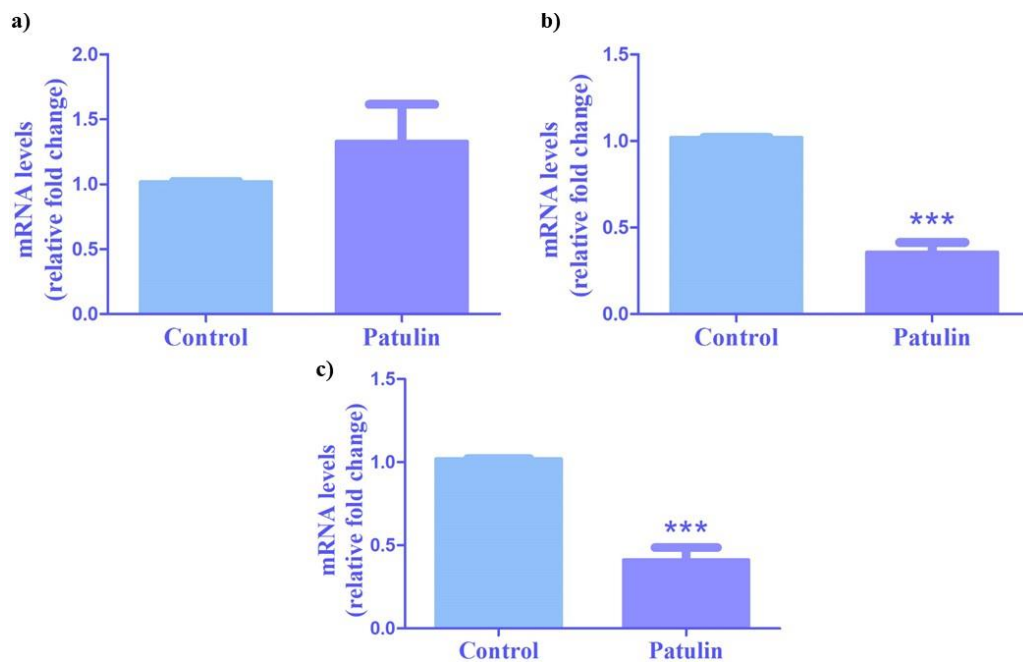 a)
mRNA levels
(relative fold change)
2.0
1.5
1.0
0.5
0.0
Control
Patulin
b)
mRNA levels
(relative fold change)
1.5
1.0
0.5
0.0
***
Control
Patulin
c)
mRNA levels
(relative fold change)
1.5
1.0
0.5
0.0
***
Control
Patulin